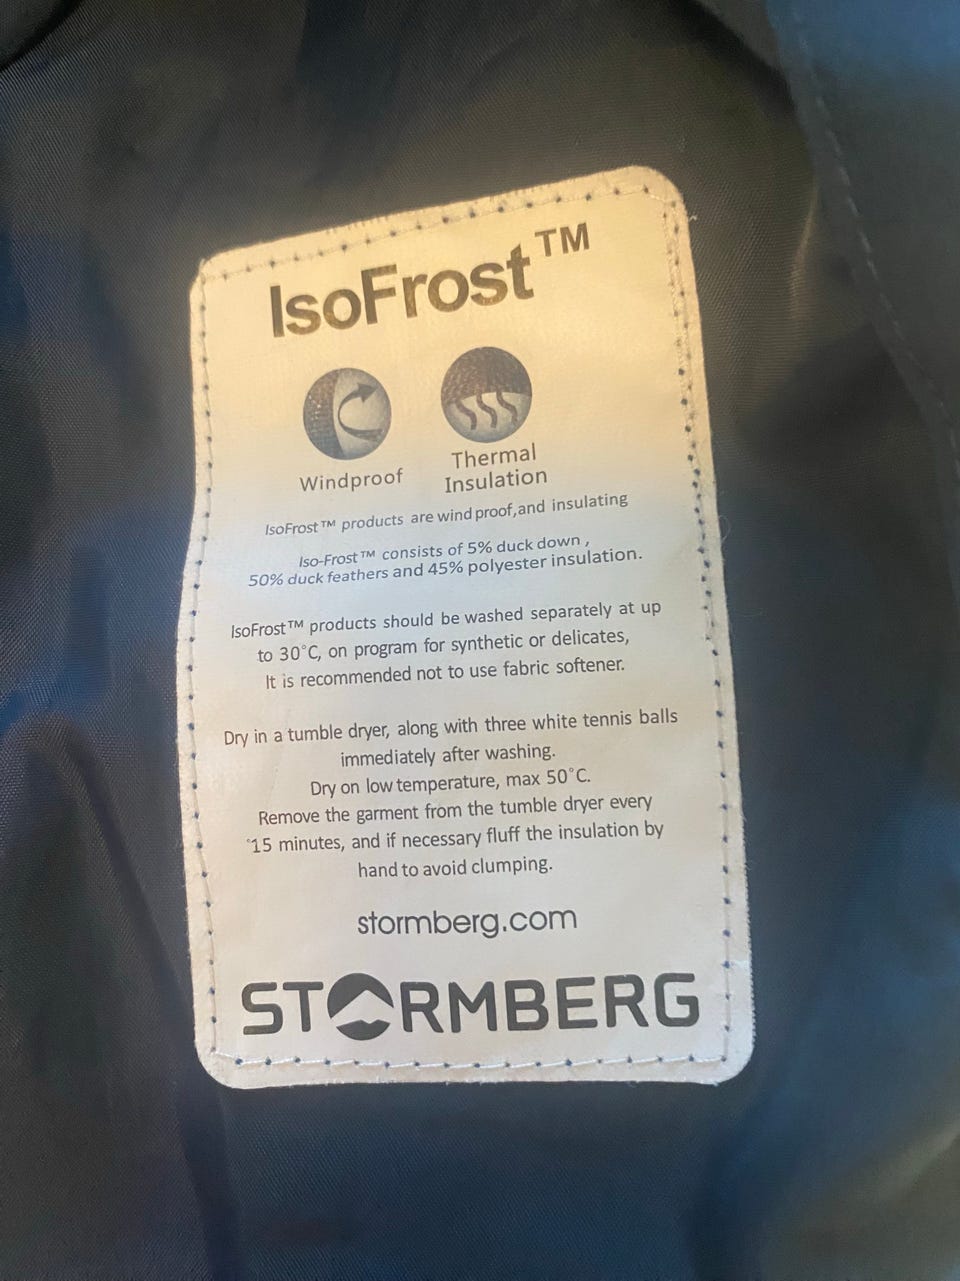 IsoFrost™
Windproof
Thermal
Insulation
IsoFrost™ products are wind proof,and insulating
Iso-Frost™ consists of 5% duck down ,
50% duck feathers and 45% polyester insulation.
IsoFrost™ products should be washed separately at up
to 30°C, on program for synthetic or delicates,
It is recommended not to use fabric softener.
Dry in a tumble dryer, along with three white tennis balls
immediately after washing.
Dry on low temperature, max 50°C.
Remove the garment from the tumble dryer every
15 minutes, and if necessary fluff the insulation by
hand to avoid clumping.
stormberg.com
STORMBERG